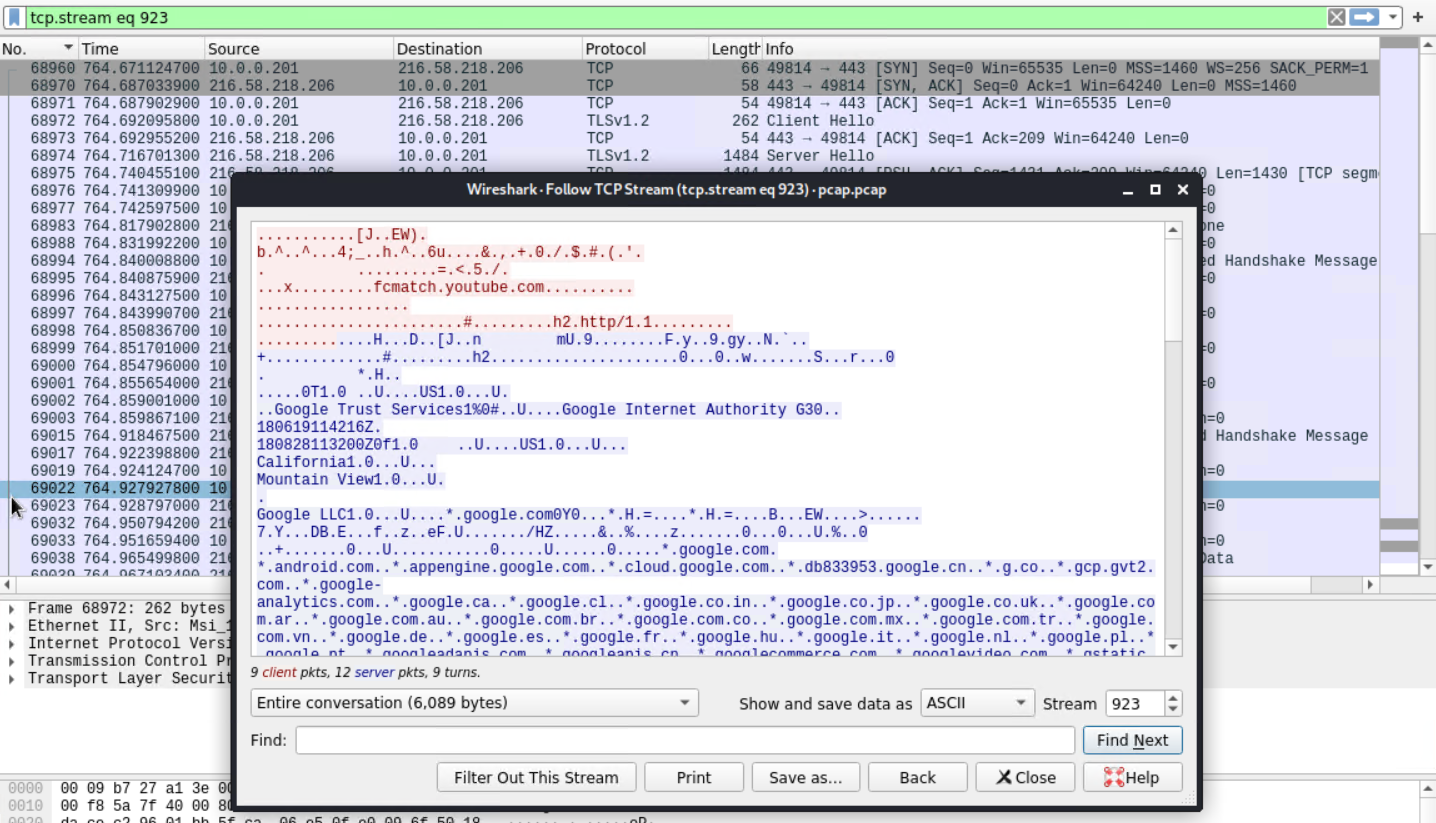 tcp.stream eq 923
No. Time Source Destination Protocol Length Info
68960 764.671124700 10.0.0.201 216.58.218.206 TCP 66 49814 → 443 [SYN] Seq=0 Win=65535 Len=0 MSS=1460 WS=256 SACK_PERM=1
68970 764.687033900 216.58.218.206 10.0.0.201 TCP 58 443 → 49814 [SYN, ACK] Seq=0 Ack=1 Win=64240 Len=0 MSS=1460
68971 764.687902900 10.0.0.201 216.58.218.206 TCP 54 49814 → 443 [ACK] Seq=1 Ack=1 Win=65535 Len=0
68972 764.692095800 10.0.0.201 216.58.218.206 TLSv1.2 262 Client Hello
68973 764.692955200 216.58.218.206 10.0.0.201 TCP 54 443 → 49814 [ACK] Seq=1 Ack=209 Win=64240 Len=0
68974 764.716701300 216.58.218.206 10.0.0.201 TLSv1.2 1484 Server Hello
68975 764.740455100 Len=1430 [TCP segm
68976 764.741309900 10 =0
68977 764.742597500 10 =0
68983 764.817902800 216 one
68988 764.831992200 10
68994 764.840008800 10 ed Handshake Message
68995 764.840875900 216 =0
68996 764.843127500 10
68997 764.843990700 216 =0
68998 764.850836700 10
68999 764.851701000 216 =0
69000 764.854796000 10
69001 764.855654000 216 =0
69002 764.859001000 10
69003 764.859867100 216 =0
69015 764.918467500 216 d Handshake Message
69017 764.922398800 10
69019 764.924124700 10 =0
69022 764.927927800 10
69023 764.928797000 216 =0
69032 764.950794200 216
69033 764.951659400 10 =0
69038 764.965499800 216 Data
Wireshark · Follow TCP Stream (tcp.stream eq 923) · pcap.pcap
...........[J..EW).
b.^..^...4;_..h.^..6u....&.,.+.0./.$.#.(.'.
. .........=.<.5./.
...x.........fcmatch.youtube.com..........
.................
.......................#.........h2.http/1.1.........
.............H...D..[J..n mU.9........F.y..9.gy..N.`..
+.............#.........h2.....................0...0..w.......S...r...0
. *.H..
.....0T1.0 ..U....US1.0...U.
..Google Trust Services1%0#..U....Google Internet Authority G30..
180619114216Z.
180828113200Z0f1.0 ..U....US1.0...U...
California1.0...U...
Mountain View1.0...U.
.
Google LLC1.0...U....*.google.com0Y0...*.H.=....*.H.=....B...EW....>......
7.Y...DB.E...f..z..eF.U......./HZ.....&..%....z.......0...0...U.%..0
..+.......0...U...........0.....U......0.....*.google.com.
*.android.com..*.appengine.google.com..*.cloud.google.com..*.db833953.google.cn..*.g.co..*.gcp.gvt2.
com..*.google-
analytics.com..*.google.ca..*.google.cl..*.google.co.in..*.google.co.jp..*.google.co.uk..*.google.co
m.ar..*.google.com.au..*.google.com.br..*.google.com.co..*.google.com.mx..*.google.com.tr..*.google.
com.vn..*.google.de..*.google.es..*.google.fr..*.google.hu..*.google.it..*.google.nl..*.google.pl..*
.google.pt..*.googleadapis.com..*.googleapis.cn..*.googlecommerce.com..*.googlevideo.com..*.gstatic.
9 client pkts, 12 server pkts, 9 turns.
Entire conversation (6,089 bytes) Show and save data as ASCII Stream 923
Find: Find Next
Filter Out This Stream Print Save as... Back Close Help
Frame 68972: 262 bytes
Ethernet II, Src: Msi_1
Internet Protocol Versi
Transmission Control Pr
Transport Layer Securit
0000 00 09 b7 27 a1 3e 00
0010 00 f8 5a 7f 40 00 80